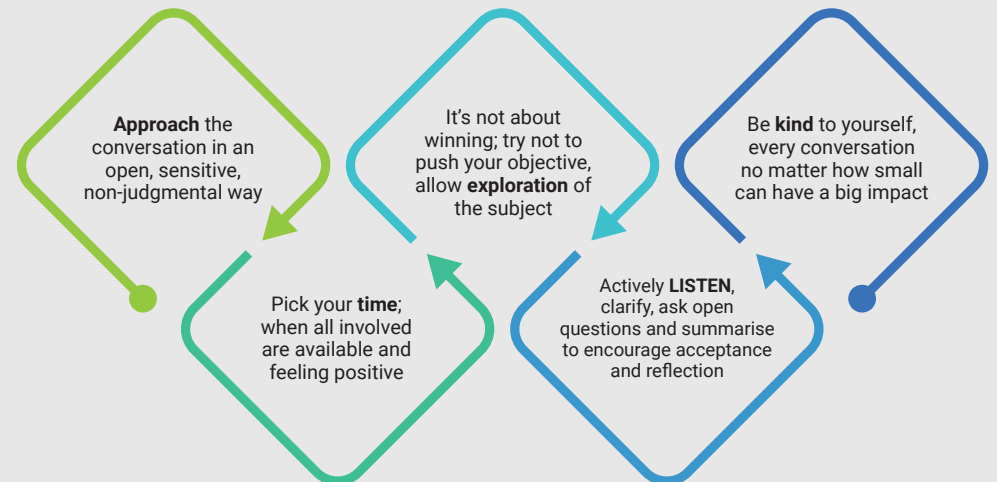 Approach the
conversation in an
open, sensitive,
non-judgmental way
Pick your time;
when all involved
are available and
feeling positive
It's not about
winning; try not to
push your objective,
allow exploration of
the subject
Actively LISTEN,
clarify, ask open
questions and summarise
to encourage acceptance
and reflection
Be kind to yourself,
every conversation
no matter how small
can have a big impact